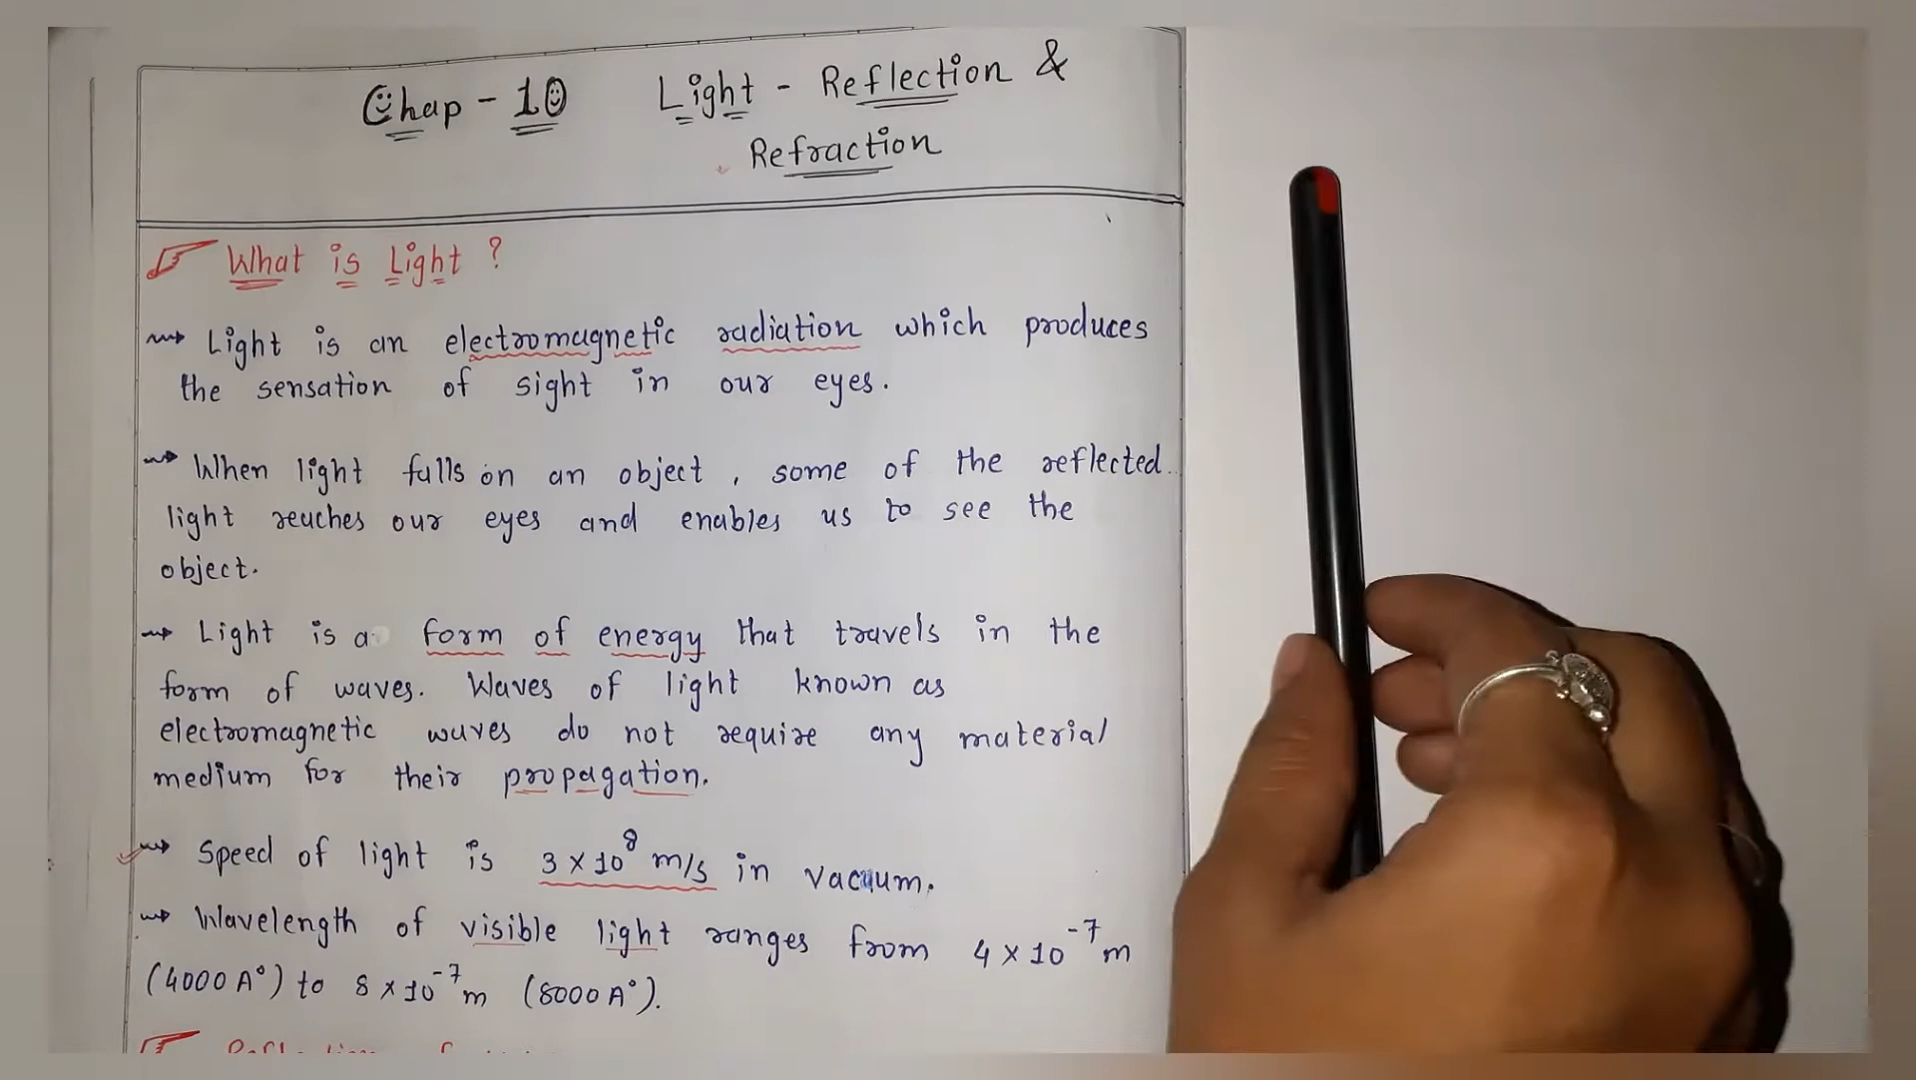 Chap - 10 Light - Reflection &
Refraction
What is Light ?
Light is an electromagnetic radiation which produces
the sensation of sight in our eyes.
When light falls on an object , some of the reflected
light reaches our eyes and enables us to see the
object.
Light is a form of energy that travels in the
form of waves. Waves of light known as
electromagnetic waves do not require any material
medium for their propagation.
Speed of light is 3 × 10⁸ m/s in vacuum.
Wavelength of visible light ranges from 4 × 10⁻⁷ m
(4000 A°) to 8 × 10⁻⁷ m (8000 A°).